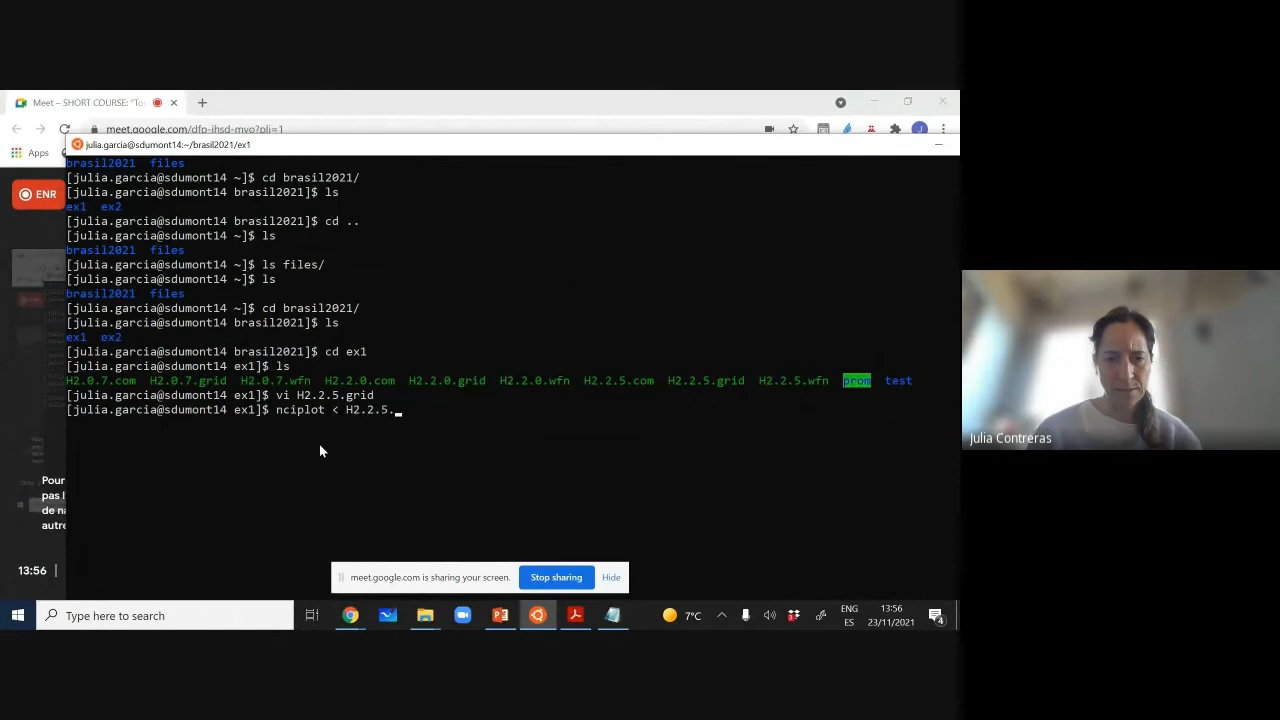 Meet – SHORT COURSE: "To
meet.google.com/dfp-jhsd-mvo?pli=1
julia.garcia@sdumont14:~/brasil2021/ex1
Apps
ENR
brasil2021 files
[julia.garcia@sdumont14 ~]$ cd brasil2021/
[julia.garcia@sdumont14 brasil2021]$ ls
ex1 ex2
[julia.garcia@sdumont14 brasil2021]$ cd ..
[julia.garcia@sdumont14 ~]$ ls
brasil2021 files
[julia.garcia@sdumont14 ~]$ ls files/
[julia.garcia@sdumont14 ~]$ ls
brasil2021 files
[julia.garcia@sdumont14 ~]$ cd brasil2021/
[julia.garcia@sdumont14 brasil2021]$ ls
ex1 ex2
[julia.garcia@sdumont14 brasil2021]$ cd ex1
[julia.garcia@sdumont14 ex1]$ ls
H2.0.7.com H2.0.7.grid H2.0.7.wfn H2.2.0.com H2.2.0.grid H2.2.0.wfn H2.2.5.com H2.2.5.grid H2.2.5.wfn prom test
[julia.garcia@sdumont14 ex1]$ vi H2.2.5.grid
[julia.garcia@sdumont14 ex1]$ nciplot < H2.2.5._
Julia Contreras
Pour
pas l
de na
autre
13:56
meet.google.com is sharing your screen.
Stop sharing
Hide
Type here to search
7°C
ENG
ES
13:56
23/11/2021
4